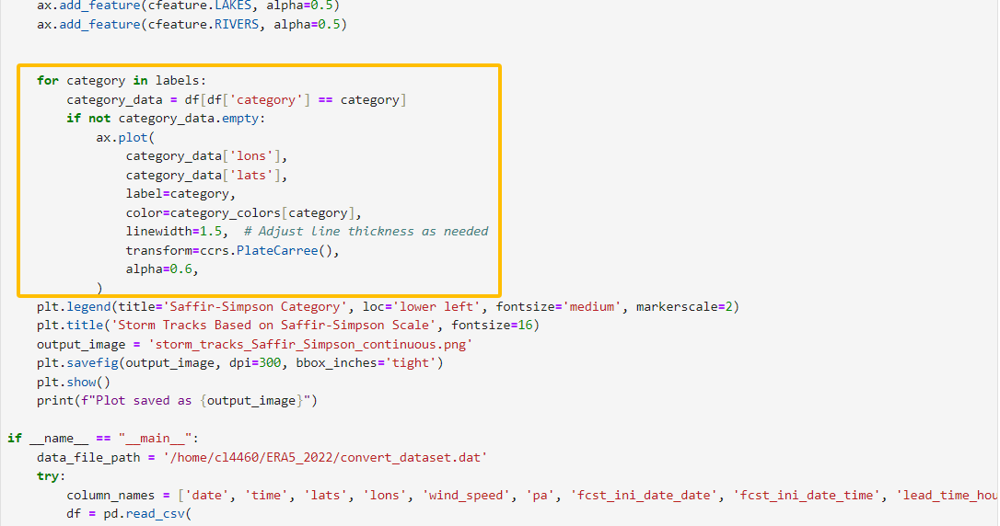 ax.add_feature(cfeature.LAKES, alpha=0.5)
ax.add_feature(cfeature.RIVERS, alpha=0.5)
for category in labels:
category_data = df[df['category'] == category]
if not category_data.empty:
ax.plot(
category_data['lons'],
category_data['lats'],
label=category,
color=category_colors[category],
linewidth=1.5,  # Adjust line thickness as needed
transform=ccrs.PlateCarree(),
alpha=0.6,
)
plt.legend(title='Saffir-Simpson Category', loc='lower left', fontsize='medium', markerscale=2)
plt.title('Storm Tracks Based on Saffir-Simpson Scale', fontsize=16)
output_image = 'storm_tracks_Saffir_Simpson_continuous.png'
plt.savefig(output_image, dpi=300, bbox_inches='tight')
plt.show()
print(f"Plot saved as {output_image}")
if __name__ == "__main__":
data_file_path = '/home/cl4460/ERA5_2022/convert_dataset.dat'
try:
column_names = ['date', 'time', 'lats', 'lons', 'wind_speed', 'pa', 'fcst_ini_date_date', 'fcst_ini_date_time', 'lead_time_hou
df = pd.read_csv(